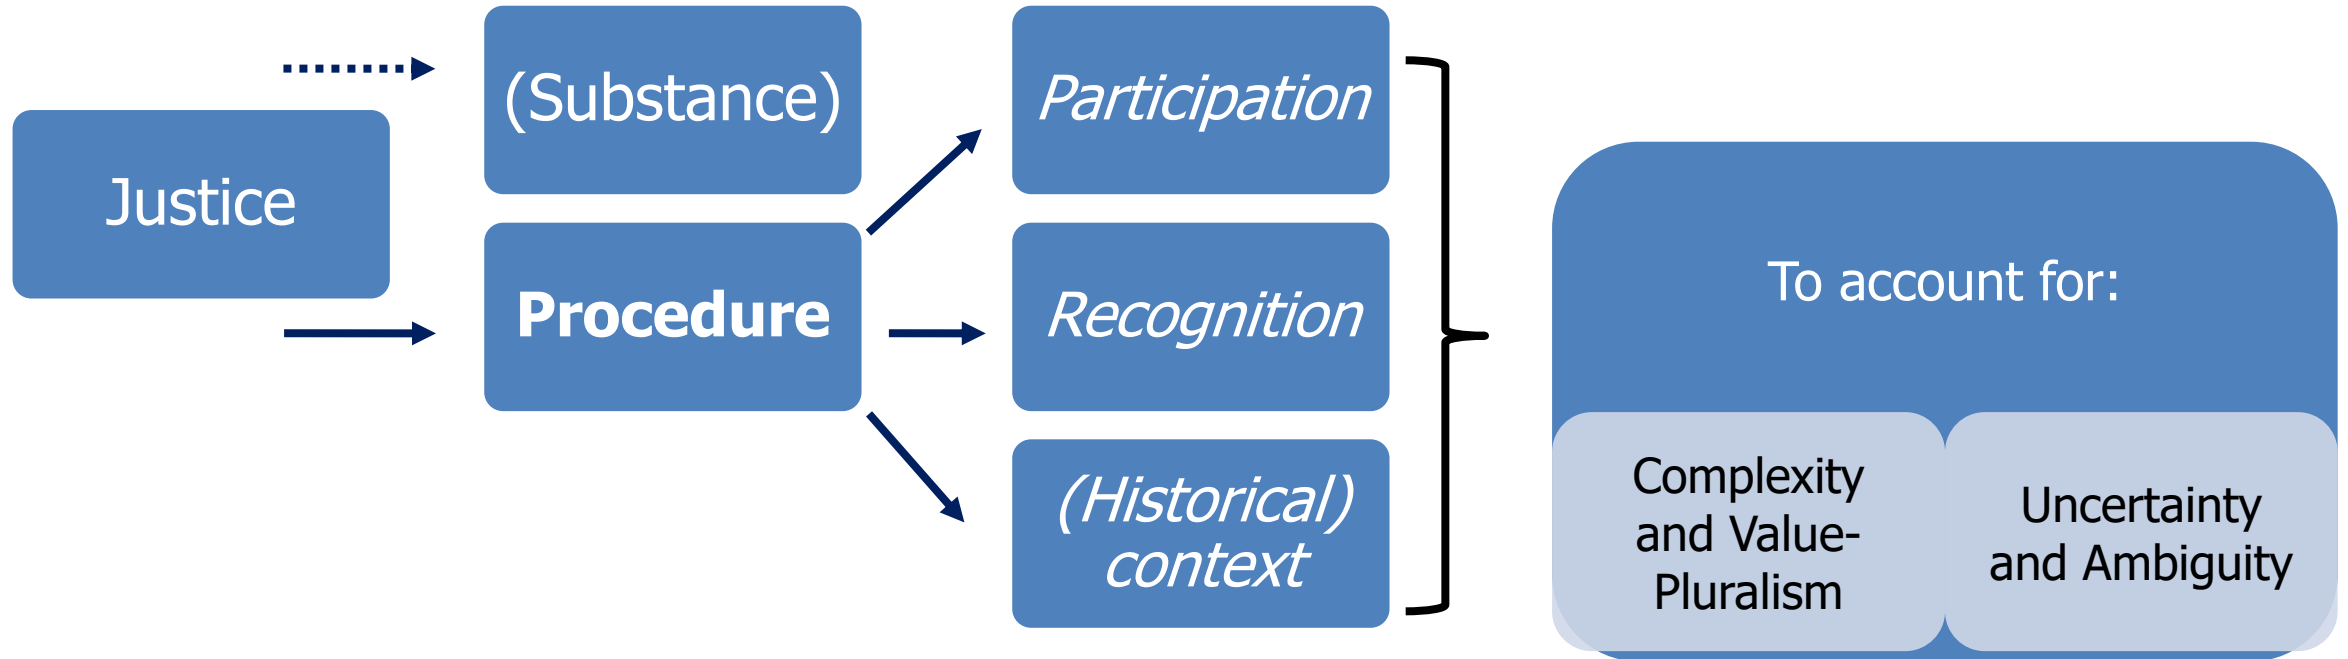 Justice
(Substance)
Procedure
Participation
Recognition
(Historical)
context
To account for:
Complexity
and Value-
Pluralism
Uncertainty
and Ambiguity